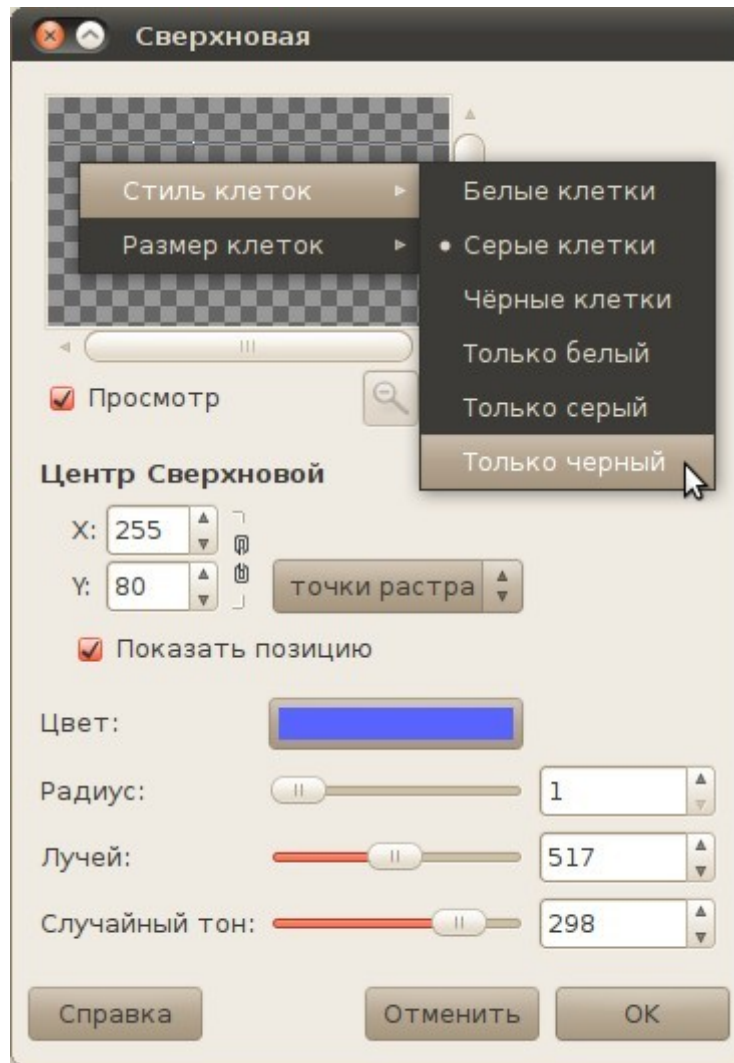 Сверхновая
Стиль клеток
Размер клеток
Белые клетки
Серые клетки
Чёрные клетки
Только белый
Только серый
Только черный
Просмотр
Центр Сверхновой
X: 255
Y: 80 точки растра
Показать позицию
Цвет:
Радиус: 1
Лучей: 517
Случайный тон: 298
Справка Отменить OK